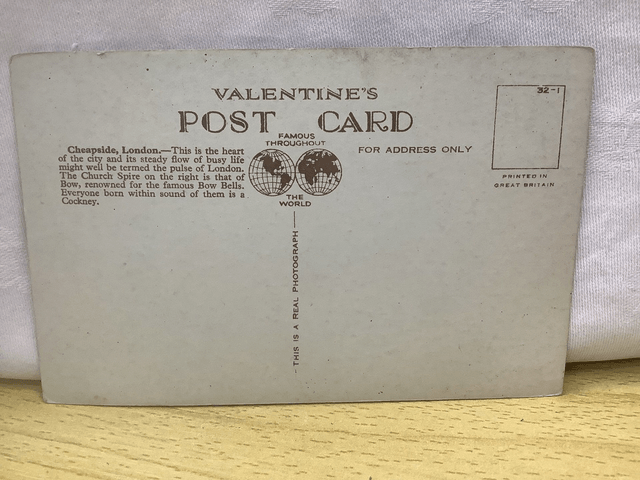 VALENTINE'S
POST CARD
FAMOUS
THROUGHOUT
THE
WORLD
32-1
Cheapside, London.—This is the heart
of the city and its steady flow of busy life
might well be termed the pulse of London.
The Church Spire on the right is that of
Bow, renowned for the famous Bow Bells.
Everyone born within sound of them is a
Cockney.
FOR ADDRESS ONLY
PRINTED IN
GREAT BRITAIN
—THIS IS A REAL PHOTOGRAPH—